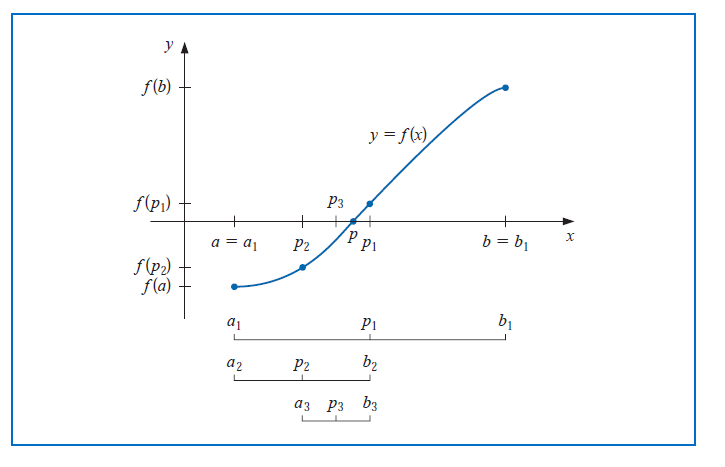 y
f(b)
y = f(x)
f(p₁)
p₃
a = a₁ p₂ p p₁ b = b₁ x
f(p₂)
f(a)
a₁ p₁ b₁
a₂ p₂ b₂
a₃ p₃ b₃